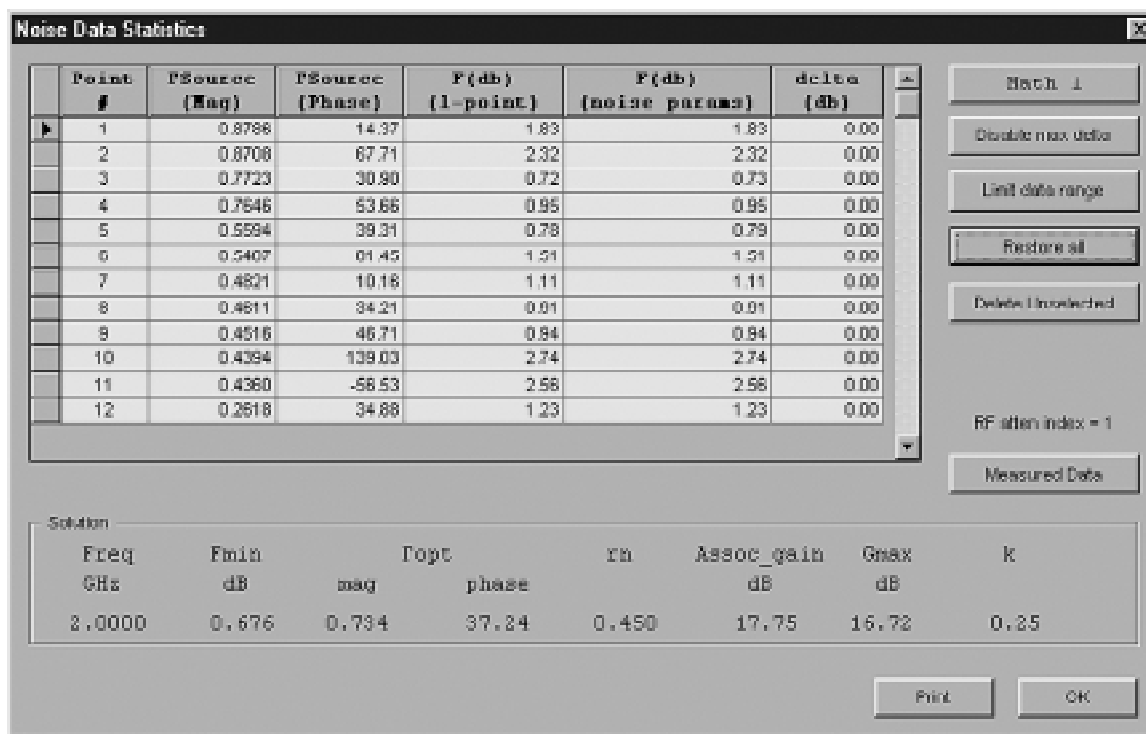 Noise Data Statistics
Point # ΓSource (Mag) ΓSource (Phase) F(db) (1-point) F(db) (noise params) delta (db)
1 0.8786 14.37 1.83 1.83 0.00
2 0.8708 67.71 2.32 2.32 0.00
3 0.7723 30.90 0.72 0.73 0.00
4 0.7646 53.66 0.95 0.95 0.00
5 0.5594 39.31 0.78 0.79 0.00
6 0.5407 1.51 1.51 0.00
7 0.4821 10.16 1.11 1.11 0.00
8 0.4611 34.21 0.91 0.91 0.00
9 0.4516 46.71 0.94 0.94 0.00
10 0.4394 139.03 2.74 2.74 0.00
11 0.4360 -56.53 2.56 2.56 0.00
12 0.2618 34.88 1.23 1.23 0.00
Math 1
Disable max delta
Limit data range
Restore all
Delete Unselected
RF atten index = 1
Measured Data
Solution
Freq Fmin Γopt rn Assoc_gain Gmax k
GHz dB mag phase dB dB
2.0000 0.676 0.734 37.24 0.450 17.75 16.72 0.25
Print OK